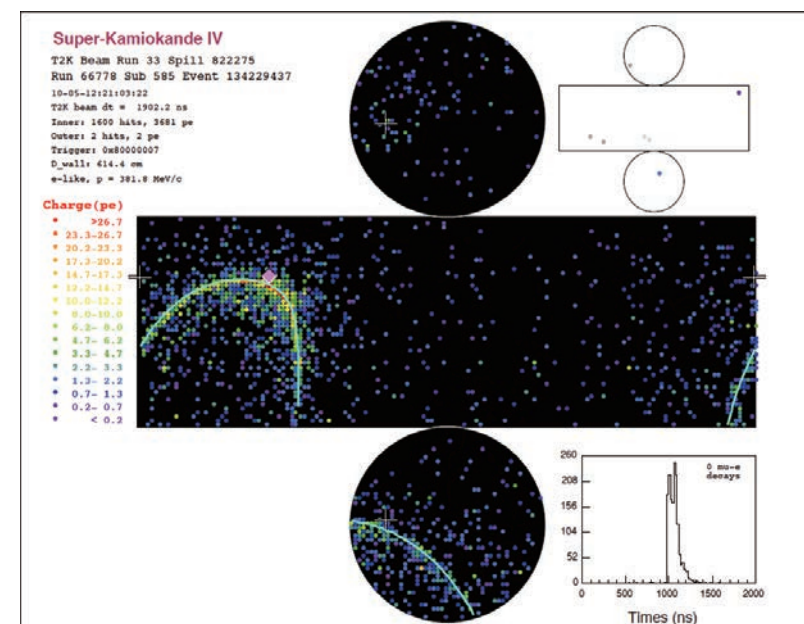 Super-Kamiokande IV
T2K Beam Run 33 Spill 822275
Run 66778 Sub 585 Event 134229437
10-05-12:21:03:22
T2K beam dt = 1902.2 ns
Inner: 1600 hits, 3681 pe
Outer: 2 hits, 2 pe
Trigger: 0x80000007
D_wall: 614.4 cm
e-like, p = 381.8 MeV/c
Charge(pe)
>26.7
23.3-26.7
20.2-23.3
17.3-20.2
14.7-17.3
12.2-14.7
10.0-12.2
8.0-10.0
6.2- 8.0
4.7- 6.2
3.3- 4.7
2.2- 3.3
1.3- 2.2
0.7- 1.3
0.2- 0.7
< 0.2
0 mu-e
decays
260
208
156
104
52
0
0 500 1000 1500 2000
Times (ns)